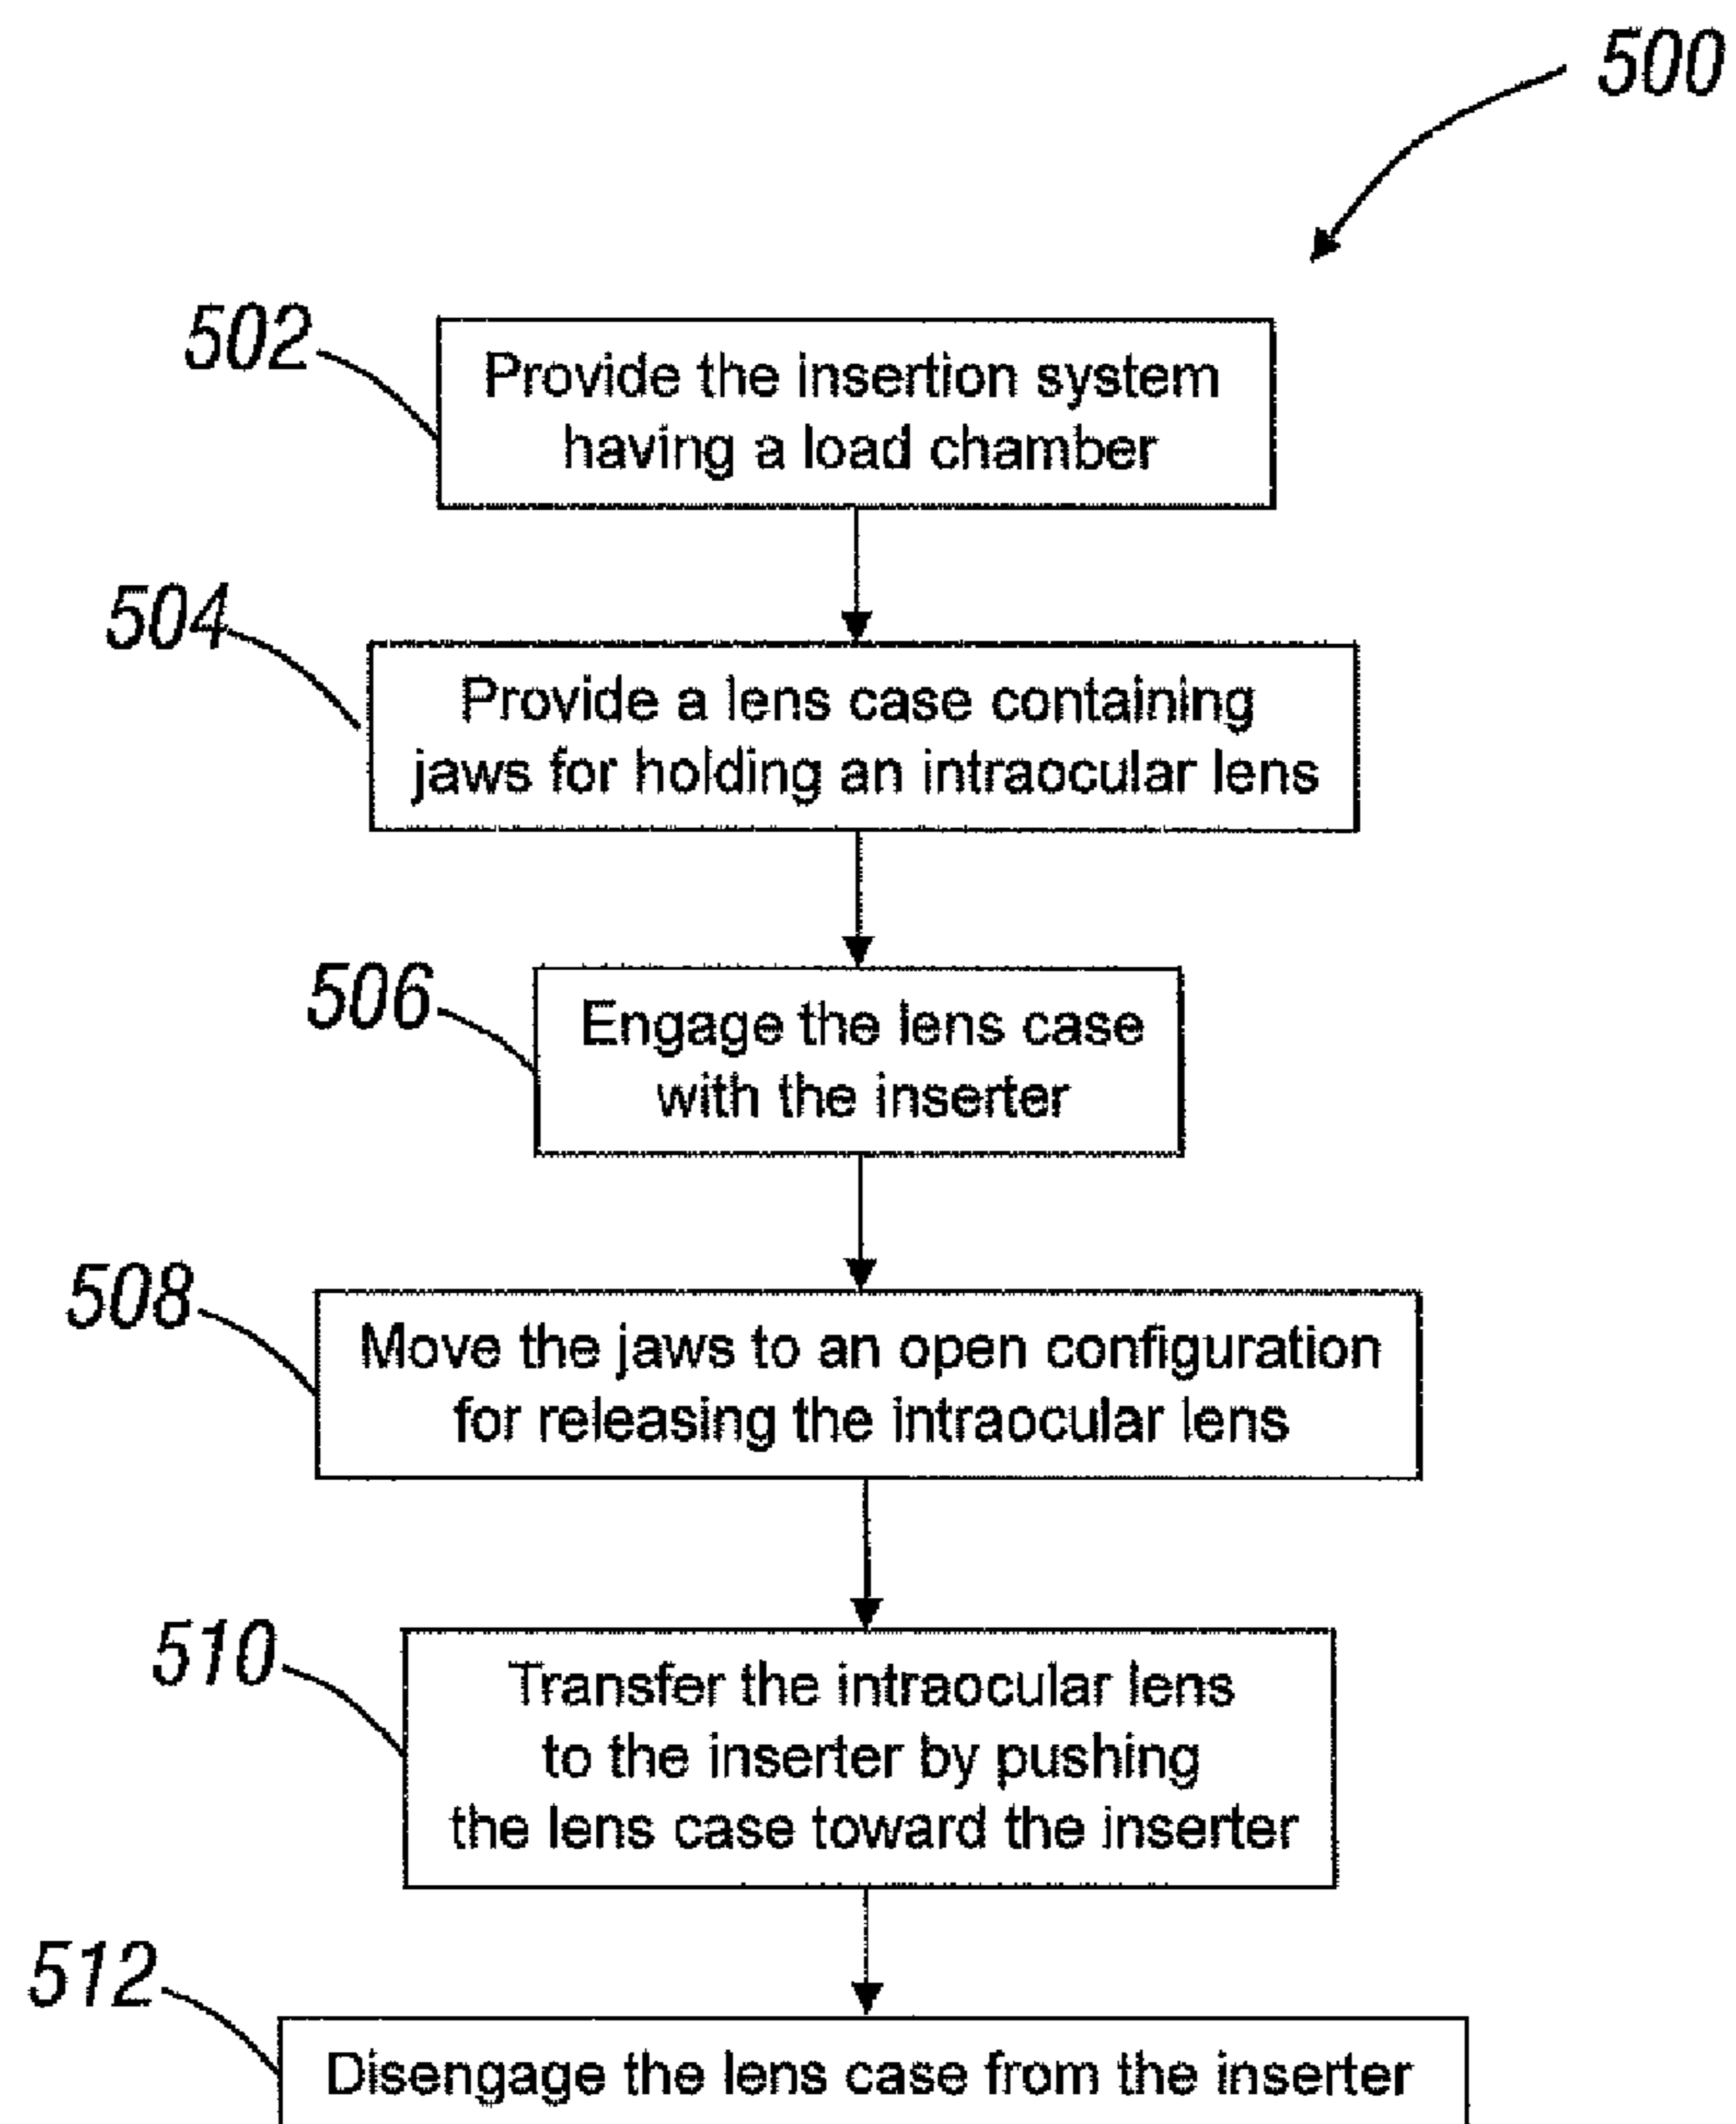 500
502
Provide the insertion system
having a load chamber
504
Provide a lens case containing
jaws for holding an intraocular lens
506
Engage the lens case
with the inserter
508
Move the jaws to an open configuration
for releasing the intraocular lens
510
Transfer the intraocular lens
to the inserter by pushing
the lens case toward the inserter
512
Disengage the lens case from the inserter